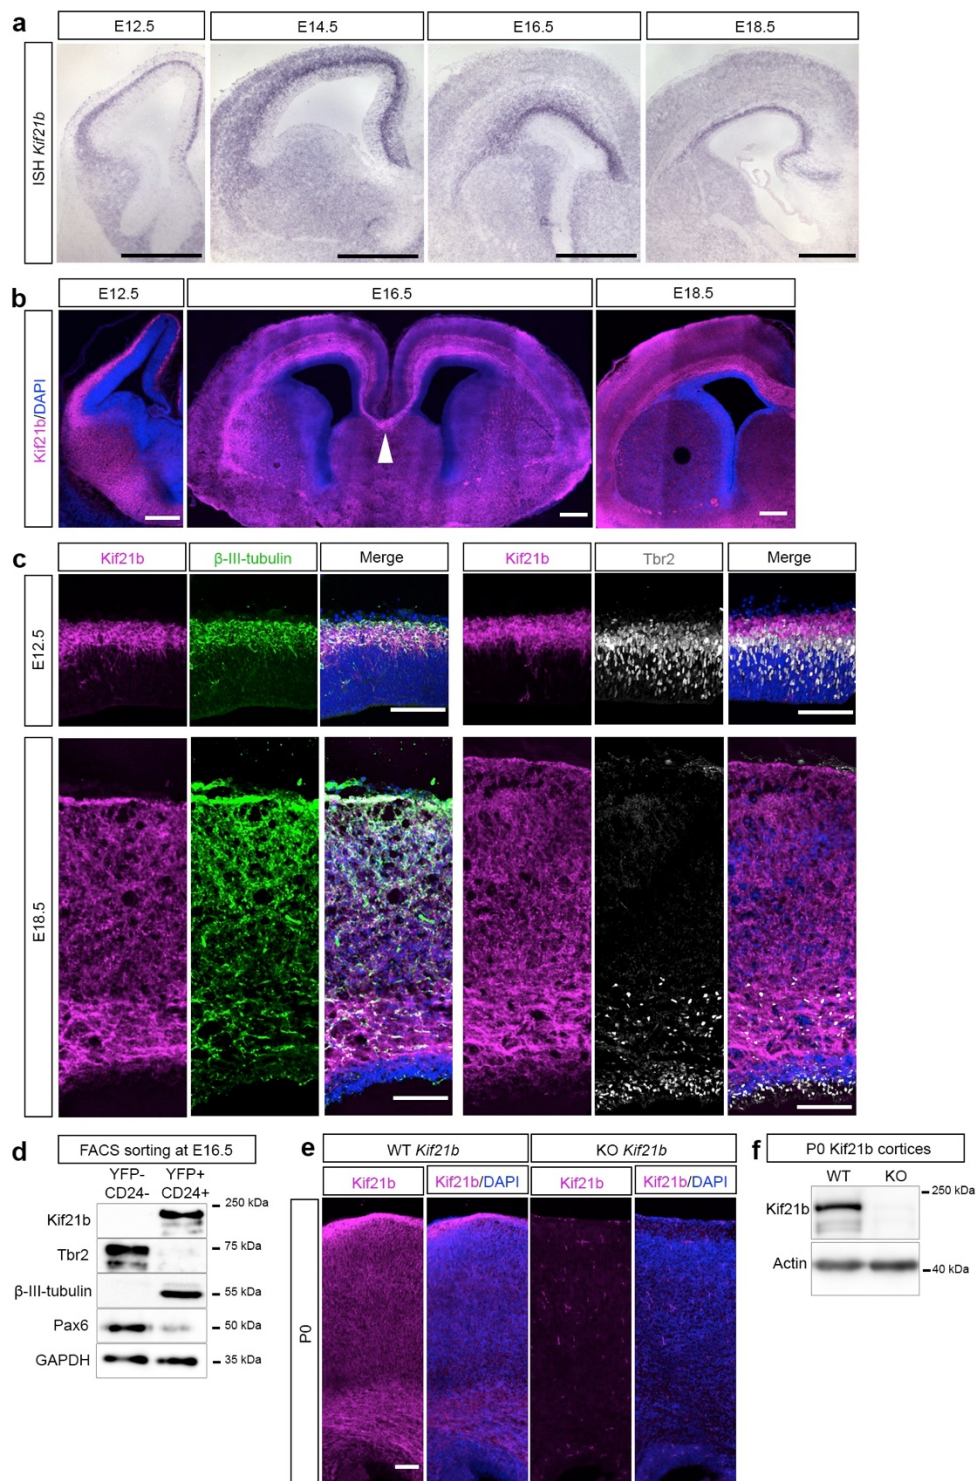 a
E12.5 E14.5 E16.5 E18.5
ISH Kif21b
b
E12.5 E16.5 E18.5
Kif21b/DAPI
c
Kif21b β-III-tubulin Merge Kif21b Tbr2 Merge
E12.5
E18.5
d
FACS sorting at E16.5
YFP- YFP+
CD24- CD24+
250 kDa
Kif21b
Tbr2
75 kDa
β-III-tubulin
55 kDa
Pax6
50 kDa
GAPDH
35 kDa
e
WT Kif21b KO Kif21b
Kif21b Kif21b/DAPI Kif21b Kif21b/DAPI
P0
f
P0 Kif21b cortices
WT KO
250 kDa
Kif21b
Actin
40 kDa